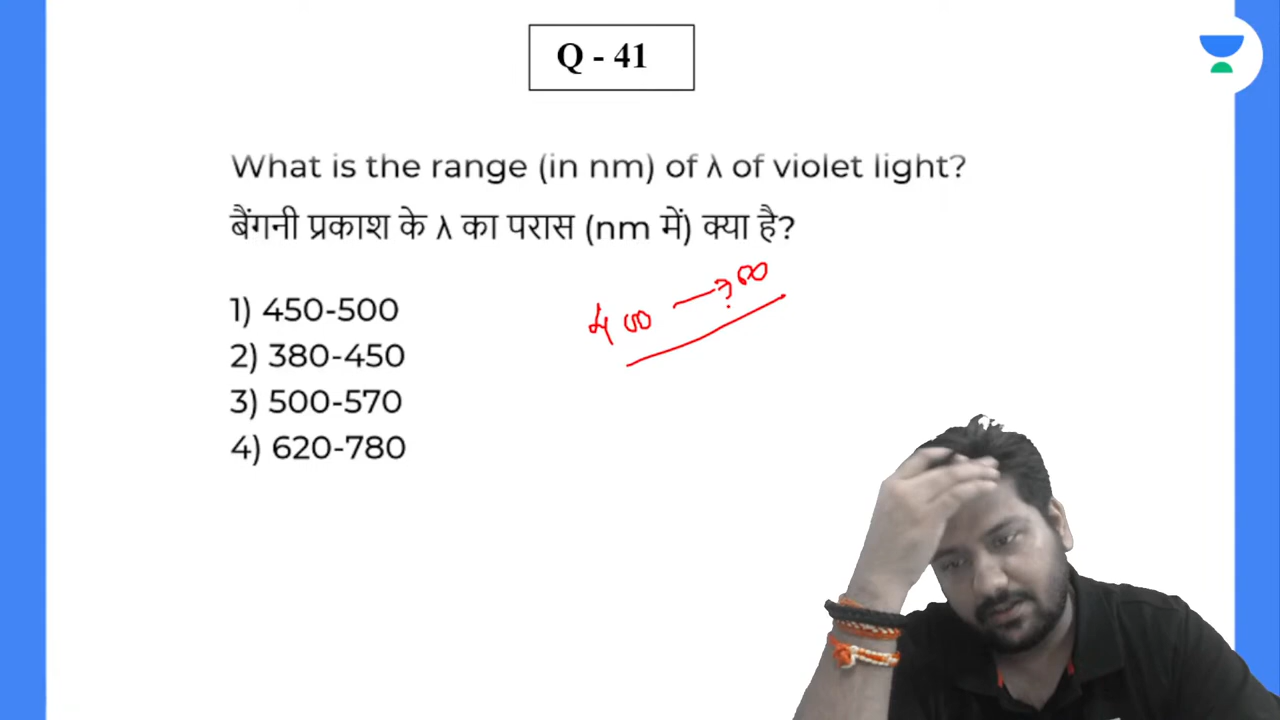 Q - 41
What is the range (in nm) of λ of violet light?
बैंगनी प्रकाश के λ का परास (nm में) क्या है?
400 → 700
1) 450-500
2) 380-450
3) 500-570
4) 620-780